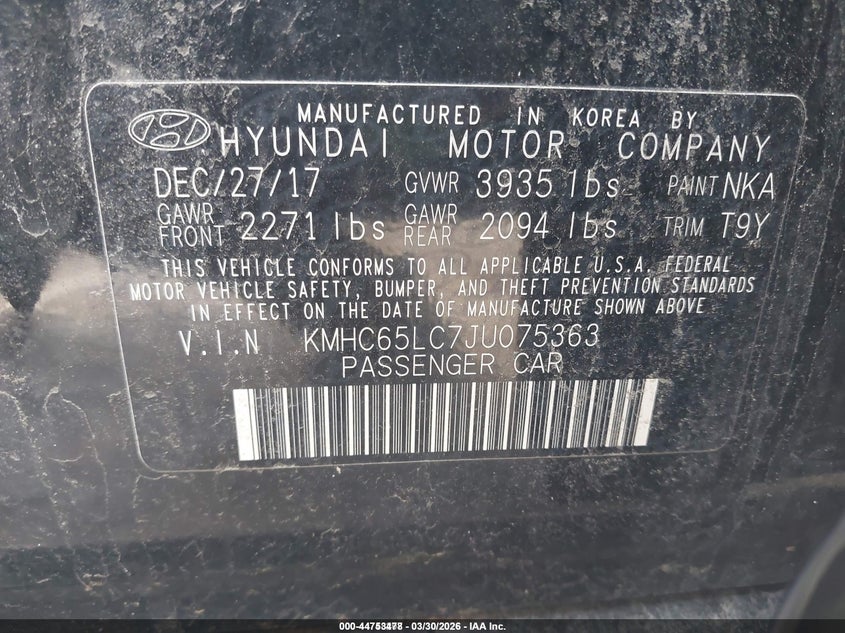 MANUFACTURED IN KOREA BY
HYUNDAI MOTOR COMPANY
DEC/27/17 GVWR 3935 lbs PAINT NKA
GAWR FRONT 2271 lbs GAWR REAR 2094 lbs TRIM T9Y
THIS VEHICLE CONFORMS TO ALL APPLICABLE U.S.A. FEDERAL
MOTOR VEHICLE SAFETY, BUMPER, AND THEFT PREVENTION STANDARDS
IN EFFECT ON THE DATE OF MANUFACTURE SHOWN ABOVE
V.I.N KMHC65LC7JU075363
PASSENGER CAR
03/30/2026 - IAA Inc.